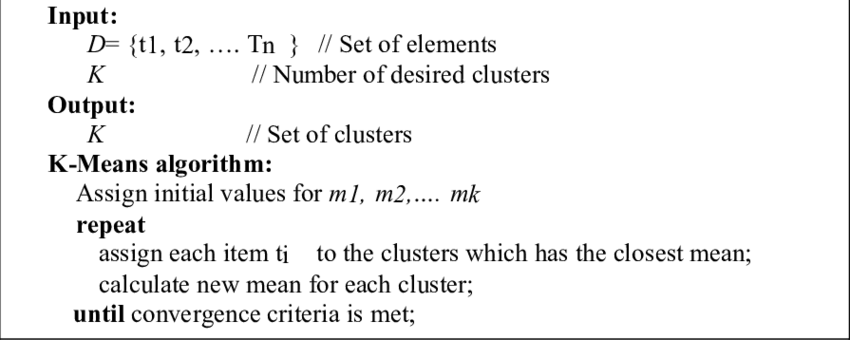 Input:
D= {t1, t2, …. Tn } // Set of elements
K // Number of desired clusters
Output:
K // Set of clusters
K-Means algorithm:
Assign initial values for m1, m2,.... mk
repeat
assign each item ti to the clusters which has the closest mean;
calculate new mean for each cluster;
until convergence criteria is met;